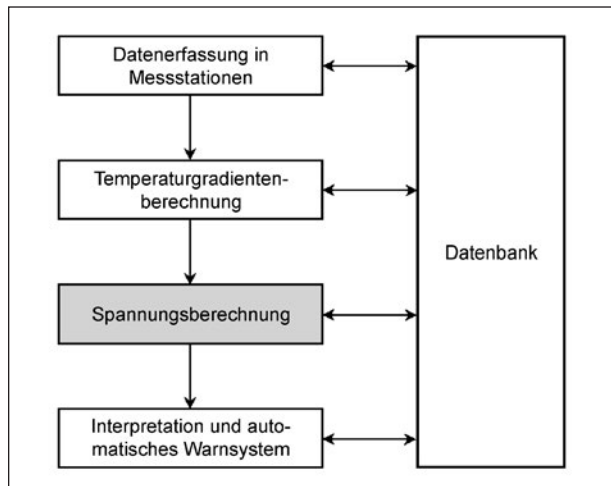 Datenerfassung in
Messstationen
Temperaturgradienten-
berechnung
Datenbank
Spannungsberechnung
Interpretation und auto-
matisches Warnsystem